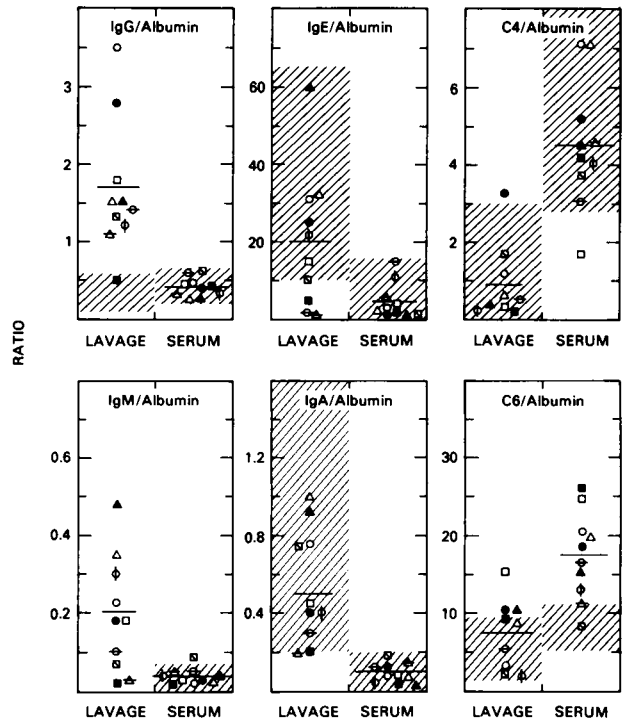 IgG/Albumin IgE/Albumin C4/Albumin
3 60 6
2 40 4
1 20 2
LAVAGE SERUM LAVAGE SERUM LAVAGE SERUM
RATIO
IgM/Albumin IgA/Albumin C6/Albumin
0.6 1.2 30
0.4 0.8 20
0.2 0.4 10
LAVAGE SERUM LAVAGE SERUM LAVAGE SERUM